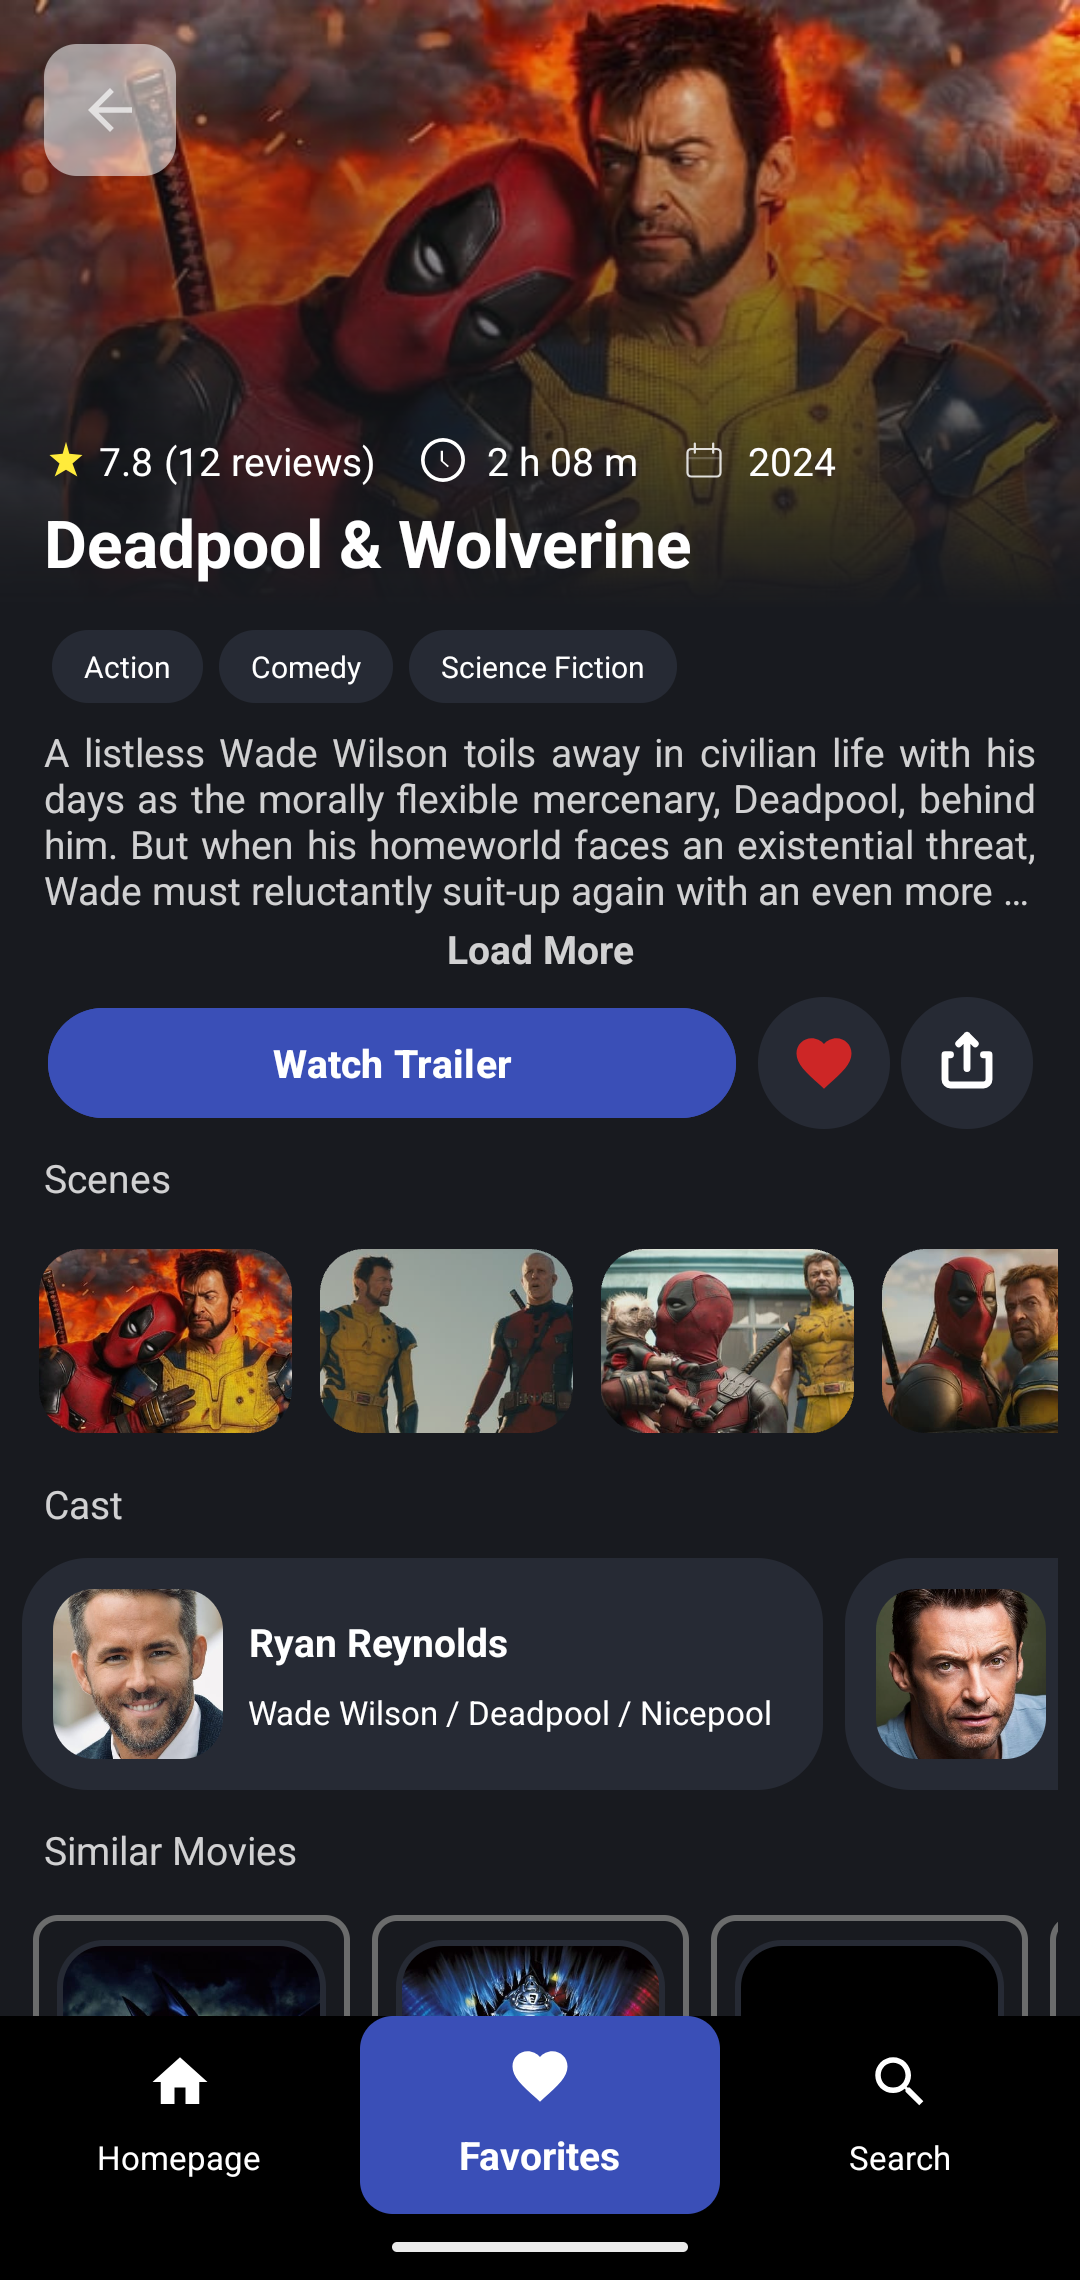 7.8 (12 reviews) 2 h 08 m 2024
Deadpool & Wolverine
Action Comedy Science Fiction
A listless Wade Wilson toils away in civilian life with his
days as the morally flexible mercenary, Deadpool, behind
him. But when his homeworld faces an existential threat,
Wade must reluctantly suit-up again with an even more …
Load More
Watch Trailer
Scenes
Cast
Ryan Reynolds
Wade Wilson / Deadpool / Nicepool
Similar Movies
Homepage Favorites Search